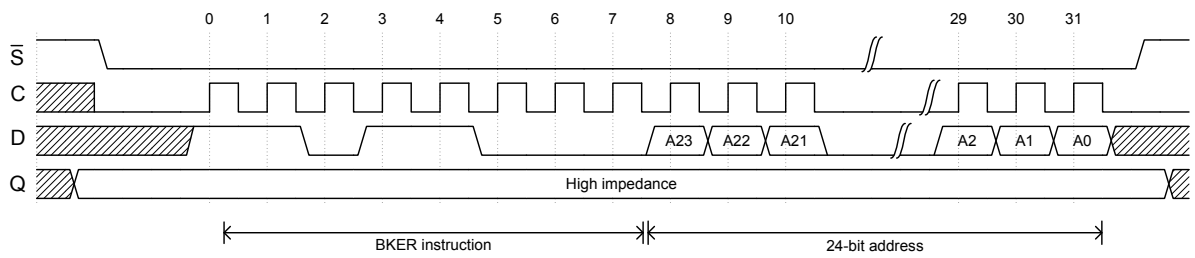 0 1 2 3 4 5 6 7 8 9 10 29 30 31
S̅
C
D A23 A22 A21 A2 A1 A0
Q High impedance
BKER instruction 24-bit address